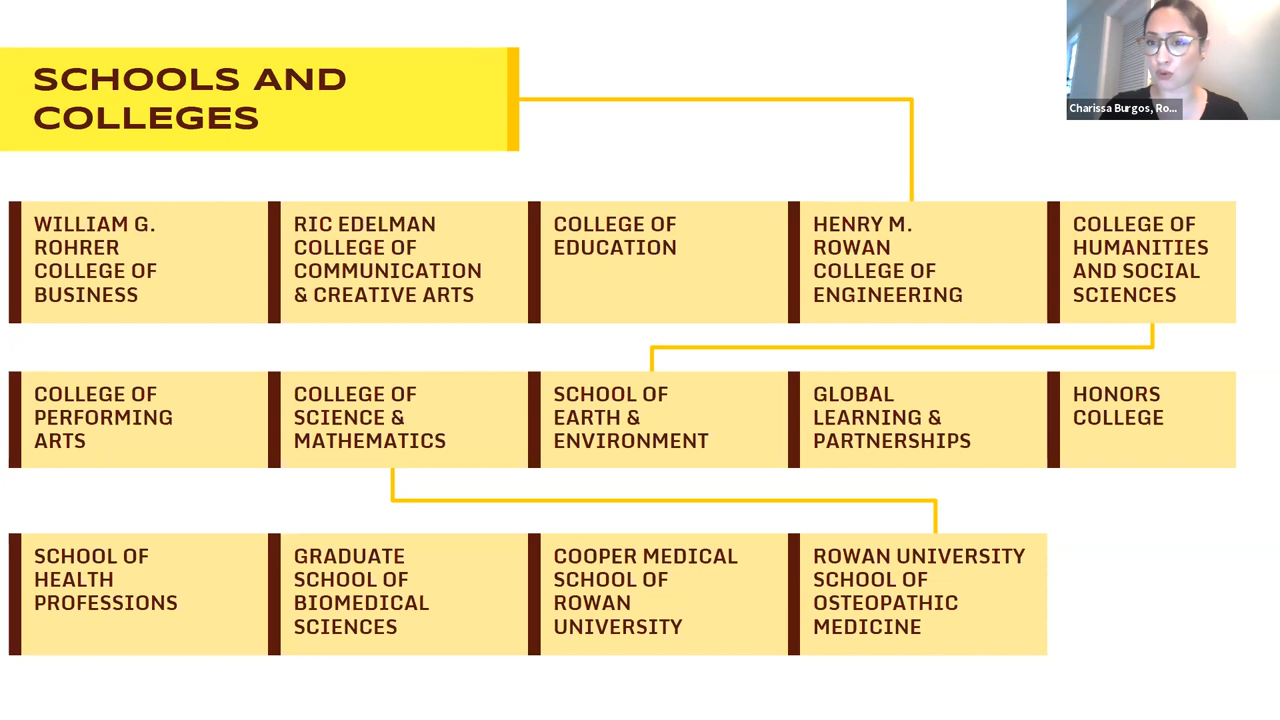 SCHOOLS AND
COLLEGES
Charissa Burgos, Ro...
WILLIAM G.
ROHRER
COLLEGE OF
BUSINESS
RIC EDELMAN
COLLEGE OF
COMMUNICATION
& CREATIVE ARTS
COLLEGE OF
EDUCATION
HENRY M.
ROWAN
COLLEGE OF
ENGINEERING
COLLEGE OF
HUMANITIES
AND SOCIAL
SCIENCES
COLLEGE OF
PERFORMING
ARTS
COLLEGE OF
SCIENCE &
MATHEMATICS
SCHOOL OF
EARTH &
ENVIRONMENT
GLOBAL
LEARNING &
PARTNERSHIPS
HONORS
COLLEGE
SCHOOL OF
HEALTH
PROFESSIONS
GRADUATE
SCHOOL OF
BIOMEDICAL
SCIENCES
COOPER MEDICAL
SCHOOL OF
ROWAN
UNIVERSITY
ROWAN UNIVERSITY
SCHOOL OF
OSTEOPATHIC
MEDICINE